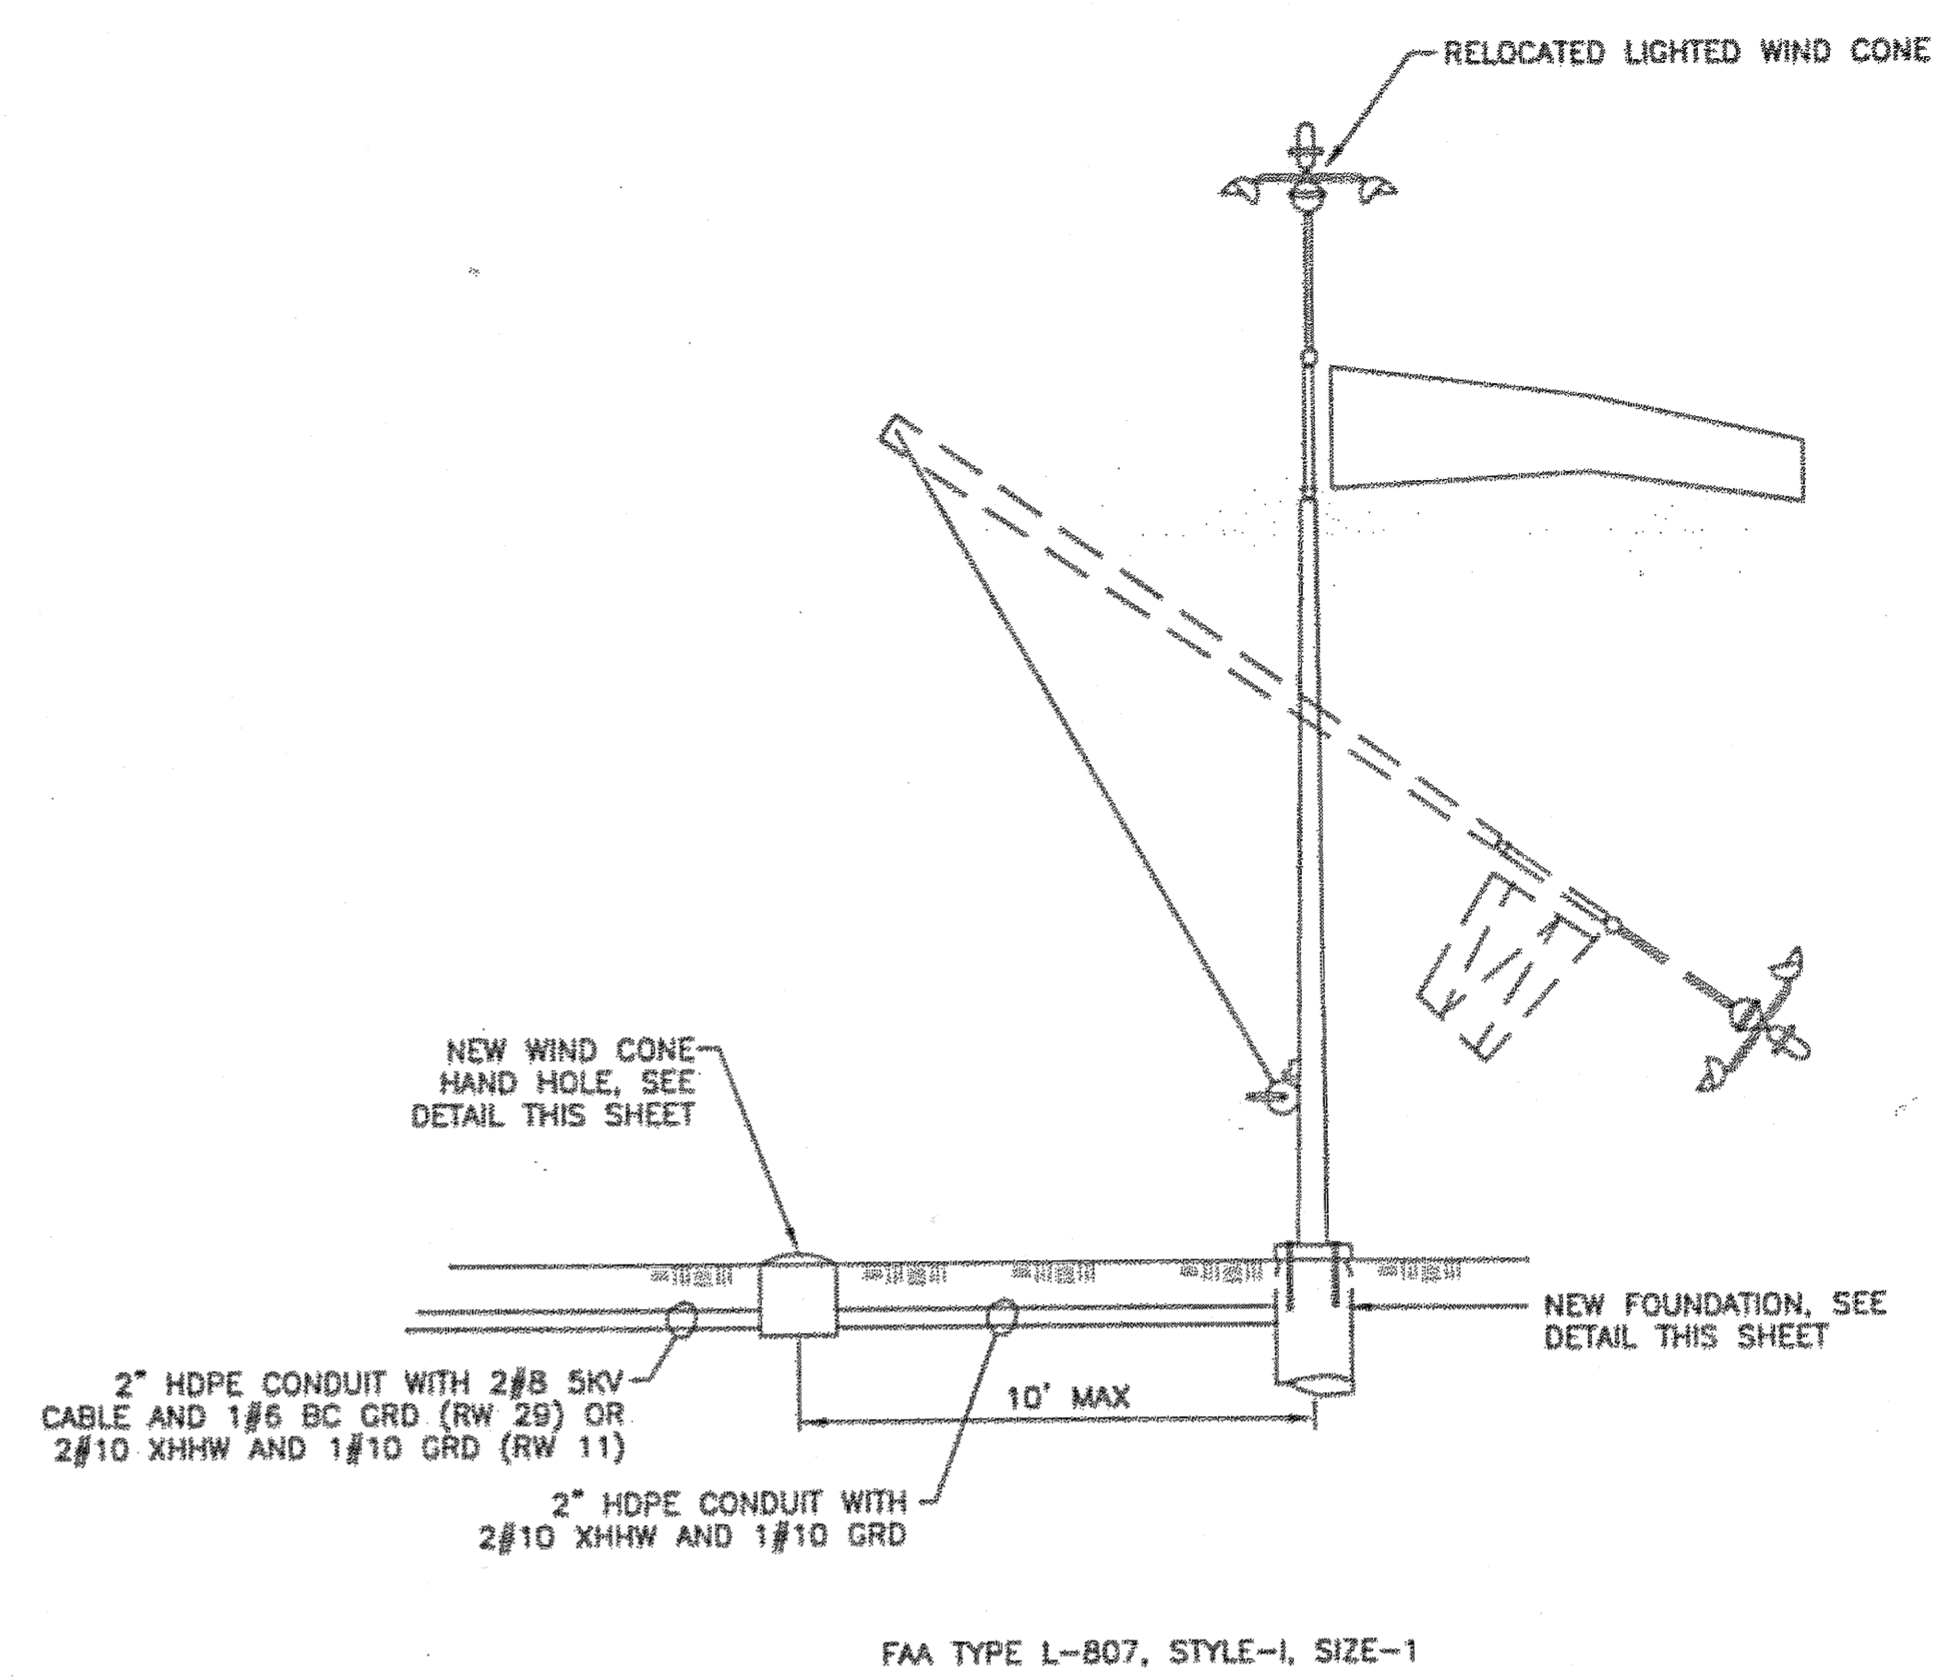 RELOCATED LIGHTED WIND CONE
NEW WIND CONE
HAND HOLE, SEE
DETAIL THIS SHEET
NEW FOUNDATION, SEE
DETAIL THIS SHEET
2" HDPE CONDUIT WITH 2#8 5KV
CABLE AND 1#6 BC GRD (RW 29) OR
2#10 XHHW AND 1#10 GRD (RW 11)
10' MAX
2" HDPE CONDUIT WITH
2#10 XHHW AND 1#10 GRD
FAA TYPE L-807, STYLE-I, SIZE-1